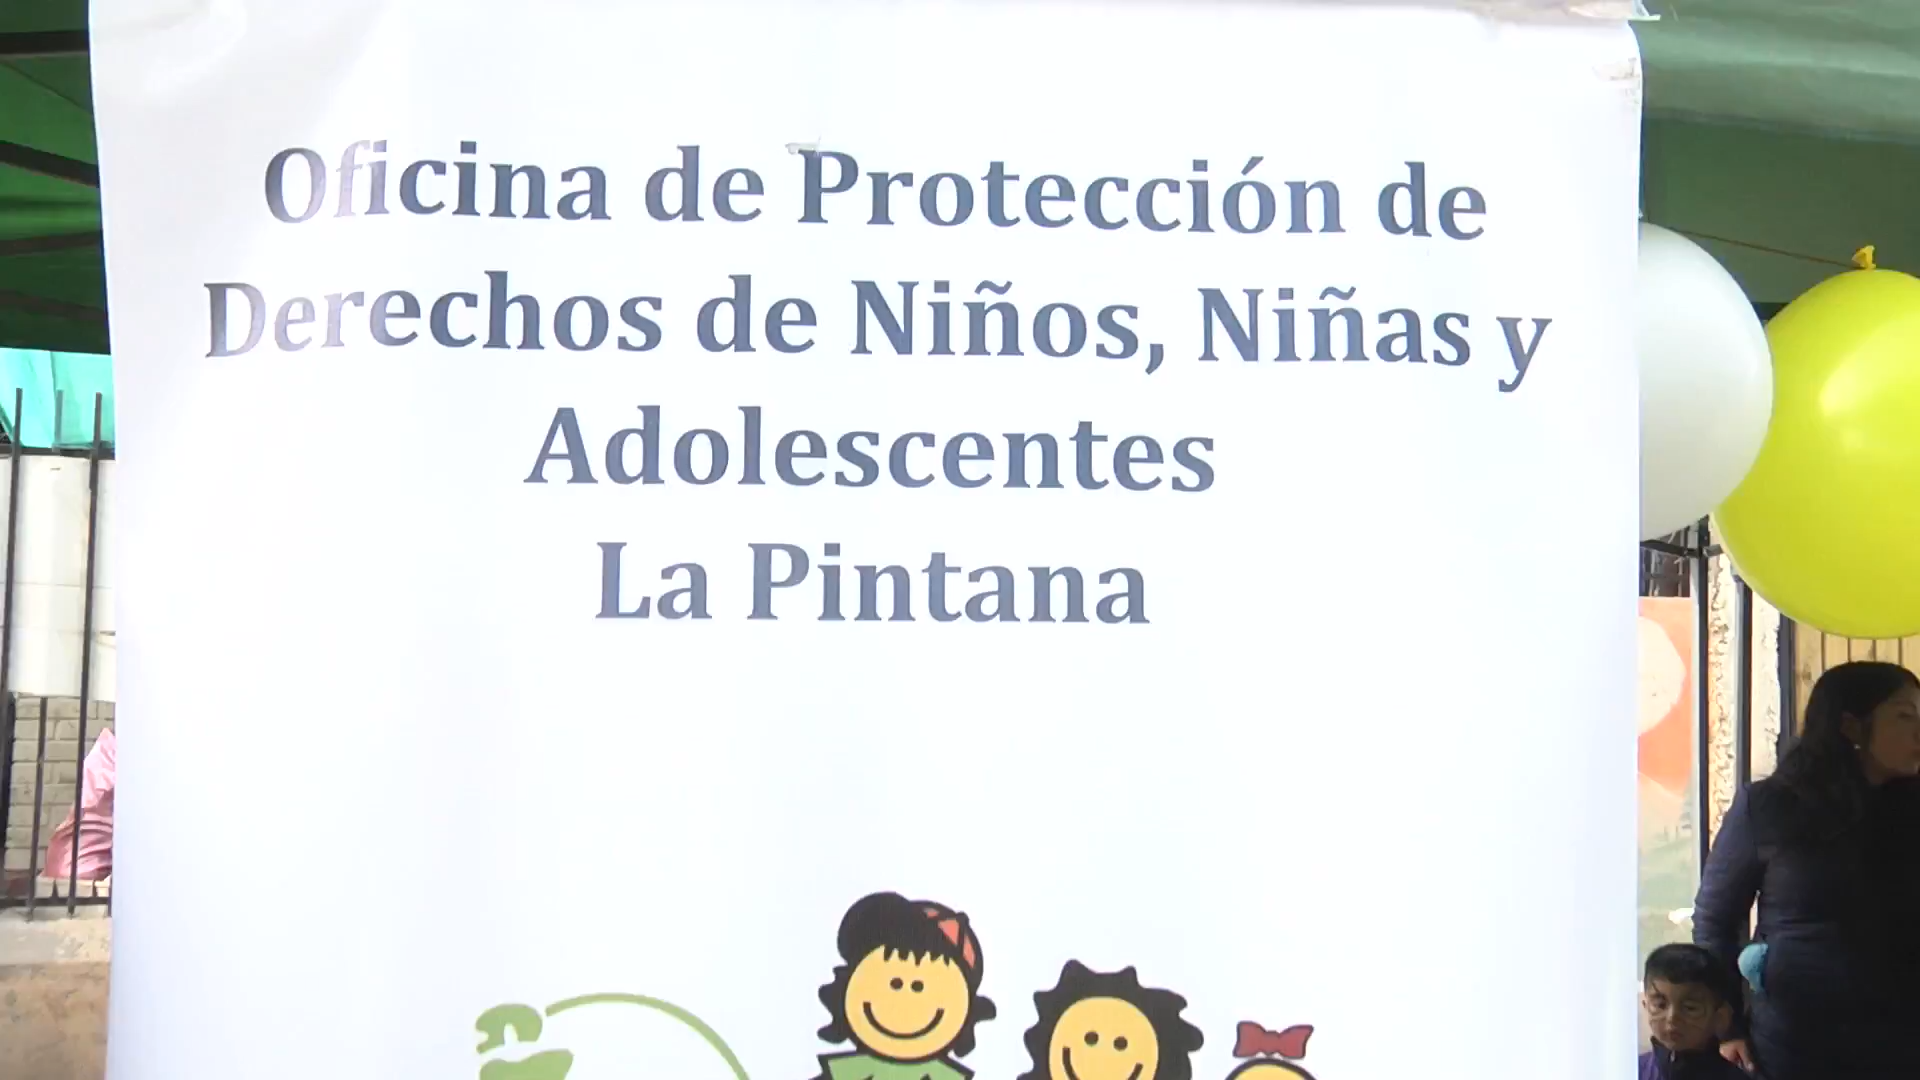 Oficina de Protección de
Derechos de Niños, Niñas y
Adolescentes
La Pintana